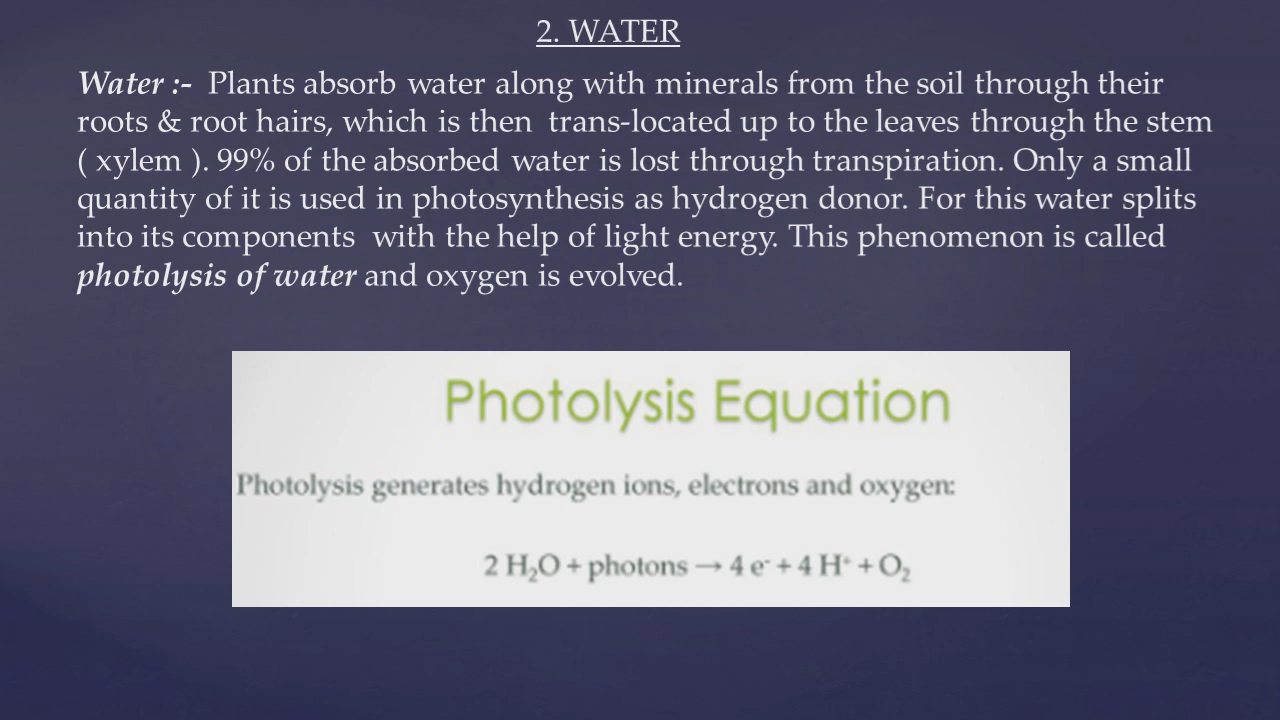 2. WATER
Water :- Plants absorb water along with minerals from the soil through their
roots & root hairs, which is then trans-located up to the leaves through the stem
( xylem ). 99% of the absorbed water is lost through transpiration. Only a small
quantity of it is used in photosynthesis as hydrogen donor. For this water splits
into its components with the help of light energy. This phenomenon is called
photolysis of water and oxygen is evolved.
Photolysis Equation
Photolysis generates hydrogen ions, electrons and oxygen:
2 H₂O + photons → 4 e⁻ + 4 H⁺ + O₂